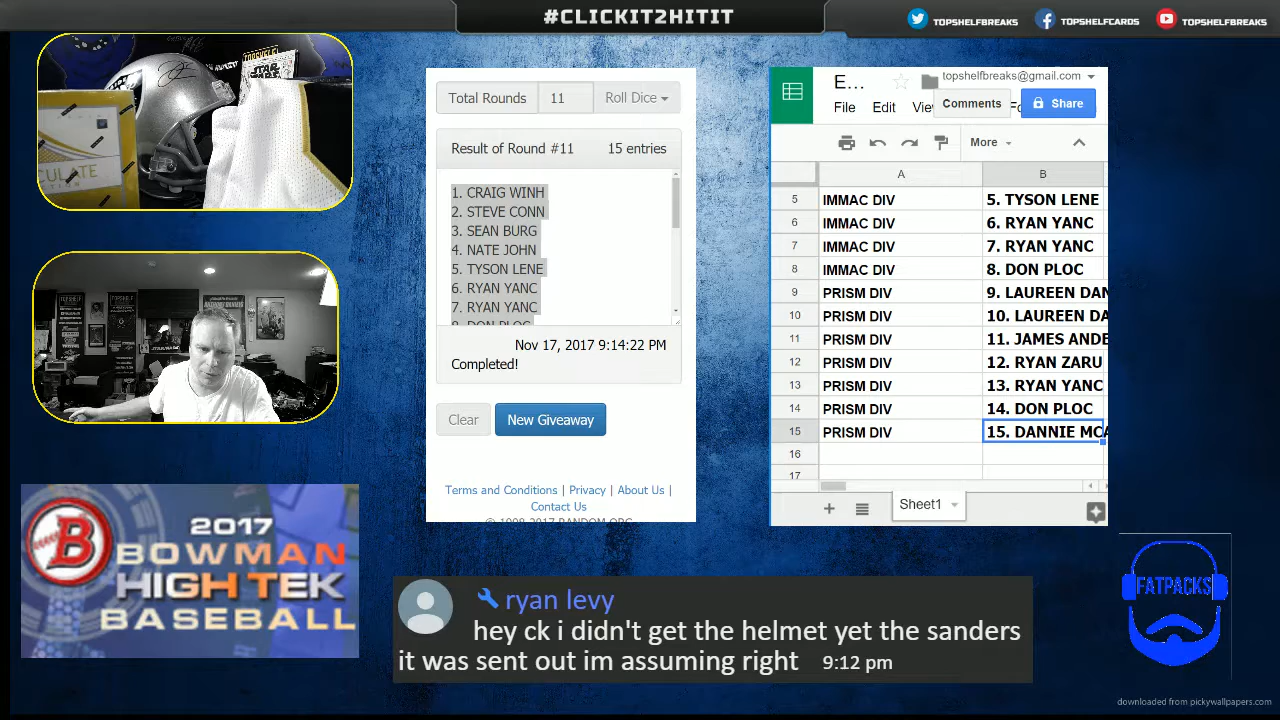 #CLICKIT2HITIT
TOPSHELFBREAKS
TOPSHELFCARDS
TOPSHELFBREAKS
Total Rounds 11 Roll Dice
Result of Round #11 15 entries
1. CRAIG WINH
2. STEVE CONN
3. SEAN BURG
4. NATE JOHN
5. TYSON LENE
6. RYAN YANC
7. RYAN YANC
8. DON PLOC
Nov 17, 2017 9:14:22 PM
Completed!
Clear New Giveaway
Terms and Conditions | Privacy | About Us |
Contact Us
© 1998-2017 RANDOM.ORG
E...
topshelfbreaks@gmail.com
File Edit Comments Share
More
A B
5 IMMAC DIV 5. TYSON LENE
6 IMMAC DIV 6. RYAN YANC
7 IMMAC DIV 7. RYAN YANC
8 IMMAC DIV 8. DON PLOC
9 PRISM DIV 9. LAUREEN DAN
10 PRISM DIV 10. LAUREEN DA
11 PRISM DIV 11. JAMES ANDE
12 PRISM DIV 12. RYAN ZARU
13 PRISM DIV 13. RYAN YANC
14 PRISM DIV 14. DON PLOC
15 PRISM DIV 15. DANNIE MCA
16
17
Sheet1
B
2017
BOWMAN
HIGH TEK
BASEBALL
ryan levy
hey ck i didn't get the helmet yet the sanders
it was sent out im assuming right 9:12 pm
FATPACKS
downloaded from pickywallpapers.com